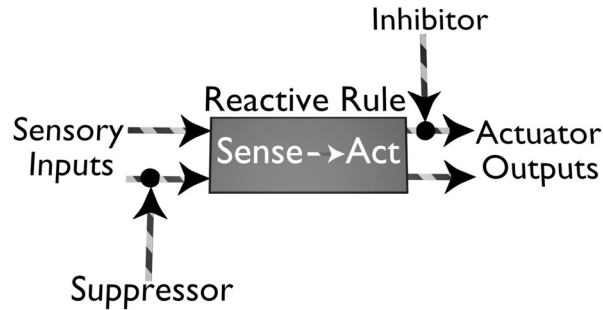 Inhibitor
Reactive Rule
Sensory
Inputs
Sense Act
Actuator
Outputs
Suppressor